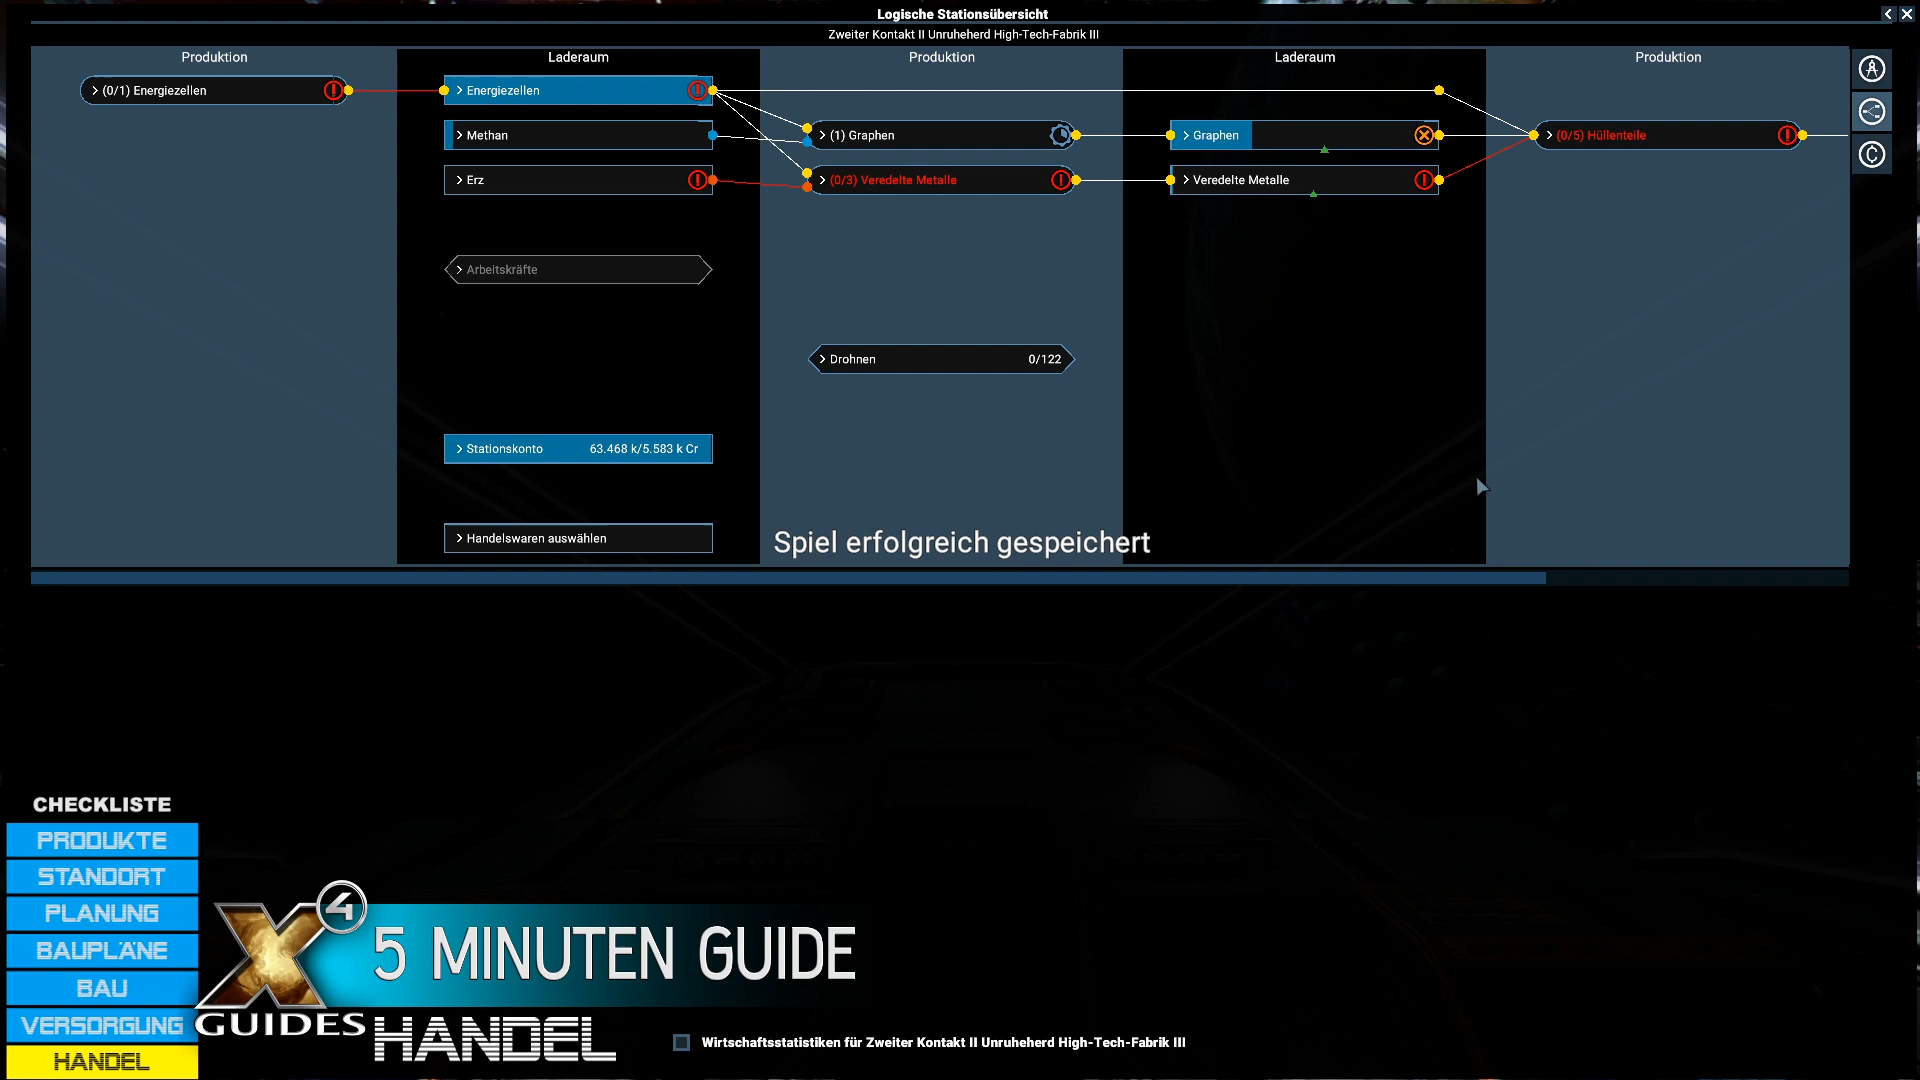 Logische Stationsübersicht
Zweiter Kontakt II Unruheherd High-Tech-Fabrik III
Produktion
Laderaum
Produktion
Laderaum
Produktion
(0/1) Energiezellen
Energiezellen
Methan
(1) Graphen
Graphen
(0/5) Hüllenteile
Erz
(0/3) Veredelte Metalle
Veredelte Metalle
Arbeitskräfte
Drohnen 0/122
Stationskonto 63.468 k/5.583 k Cr
Handelswaren auswählen
Spiel erfolgreich gespeichert
CHECKLISTE
PRODUKTE
STANDORT
PLANUNG
BAUPLÄNE
BAU
VERSORGUNG
HANDEL
X4
GUIDES
5 MINUTEN GUIDE
HANDEL
Wirtschaftsstatistiken für Zweiter Kontakt II Unruheherd High-Tech-Fabrik III